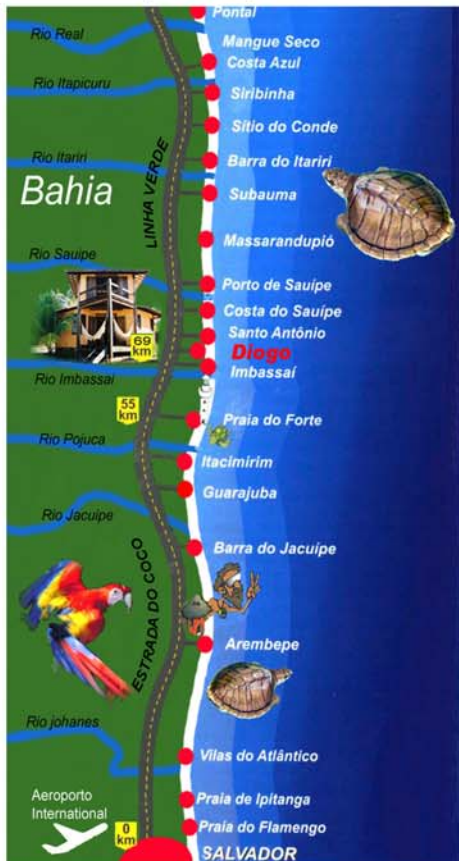 Pontal
Rio Real
Mangue Seco
Costa Azul
Rio Itapicuru
Siribinha
Sítio do Conde
Rio Itariri
Barra do Itariri
Bahia
Subauma
LINHA VERDE
Massarandupió
Rio Sauipe
Porto de Sauípe
Costa do Sauípe
Santo Antônio
69
km
Diogo
Rio Imbassai
Imbassaí
55
km
Praia do Forte
Rio Pojuca
Itacimírim
Guarajuba
Rio Jacuipe
Barra do Jacuípe
ESTRADA DO COCO
Arembepe
Rio johanes
Vilas do Atlântico
Aeroporto
International
Praia de Ipitanga
0
km
Praia do Flamengo
SALVADOR